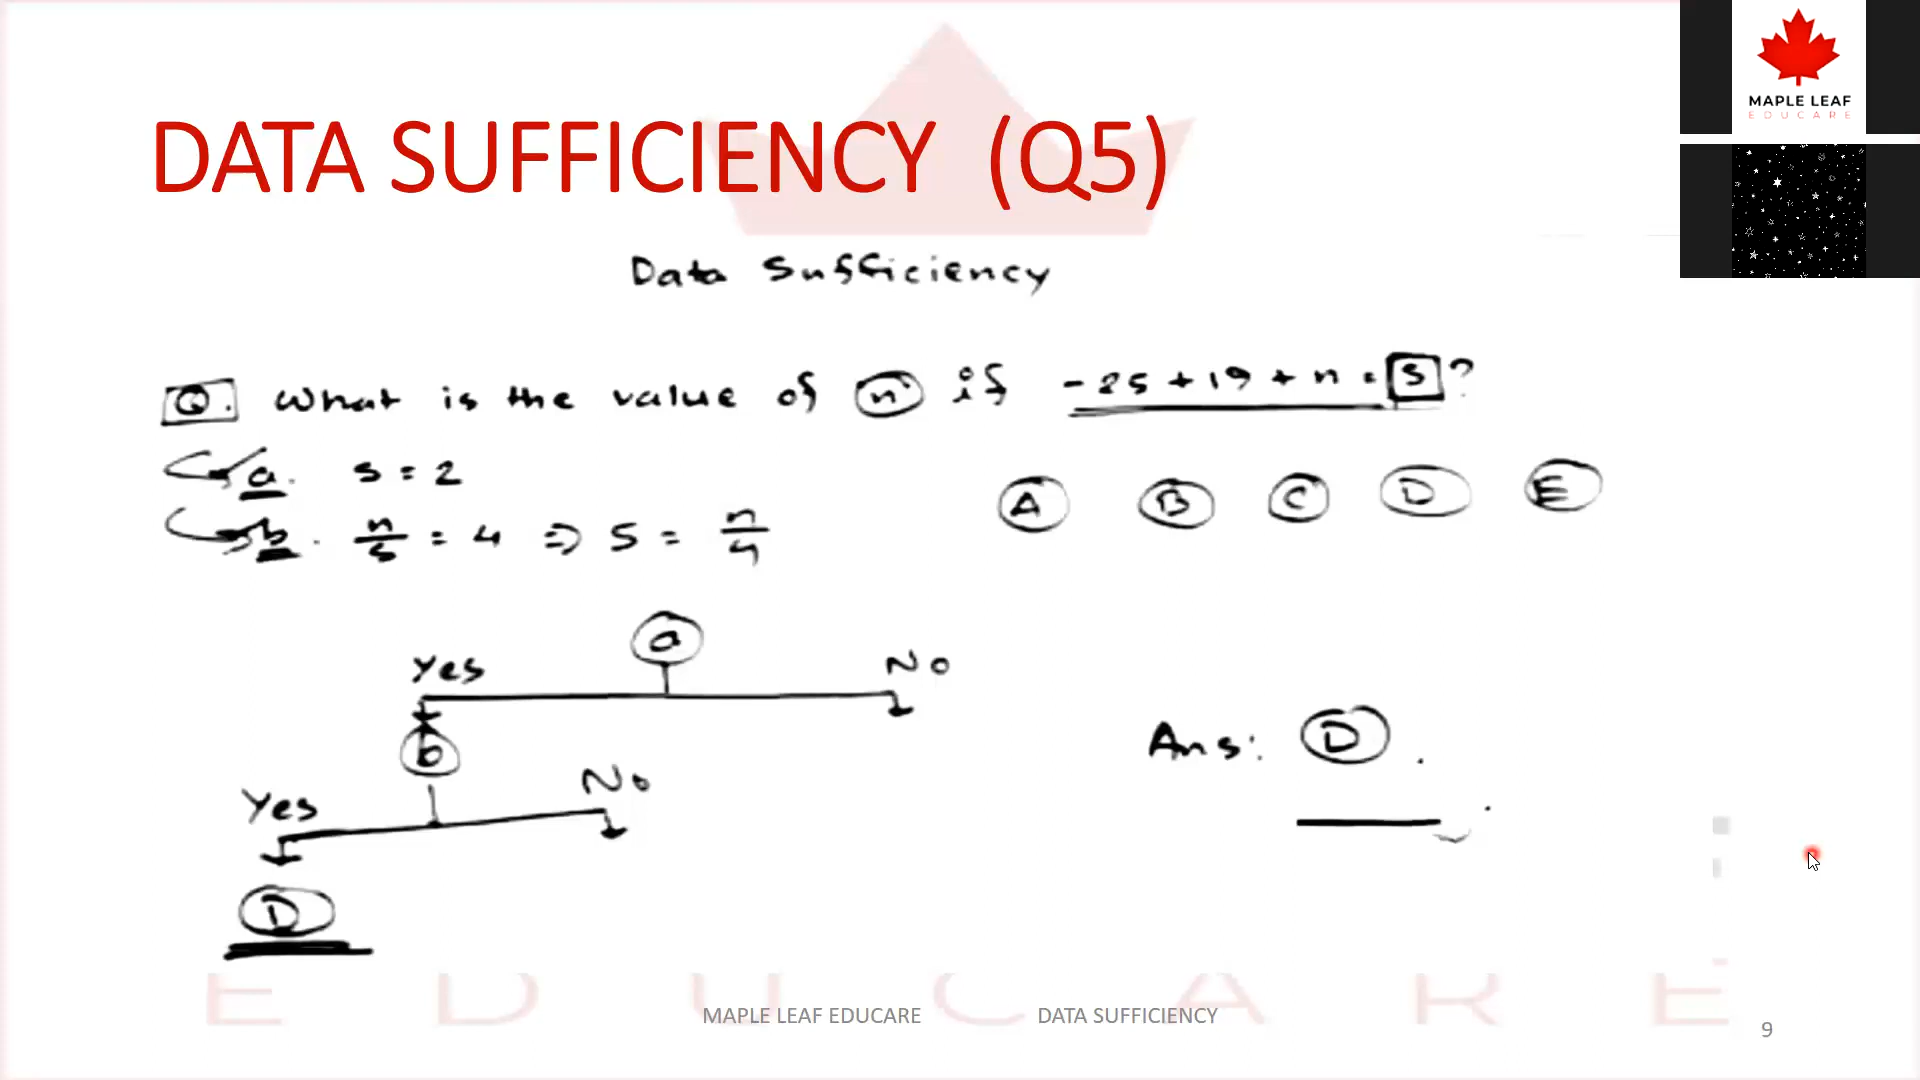 MAPLE LEAF
EDUCARE
DATA SUFFICIENCY (Q5)
Data Sufficiency
Q. What is the value of n if -25 + 19 + n = s ?
a. s = 2
A B C D E
b. n/s = 4 => s = n/4
a
Yes No
b
Yes No
Ans: D.
D
EDUCARE
MAPLE LEAF EDUCARE DATA SUFFICIENCY
9